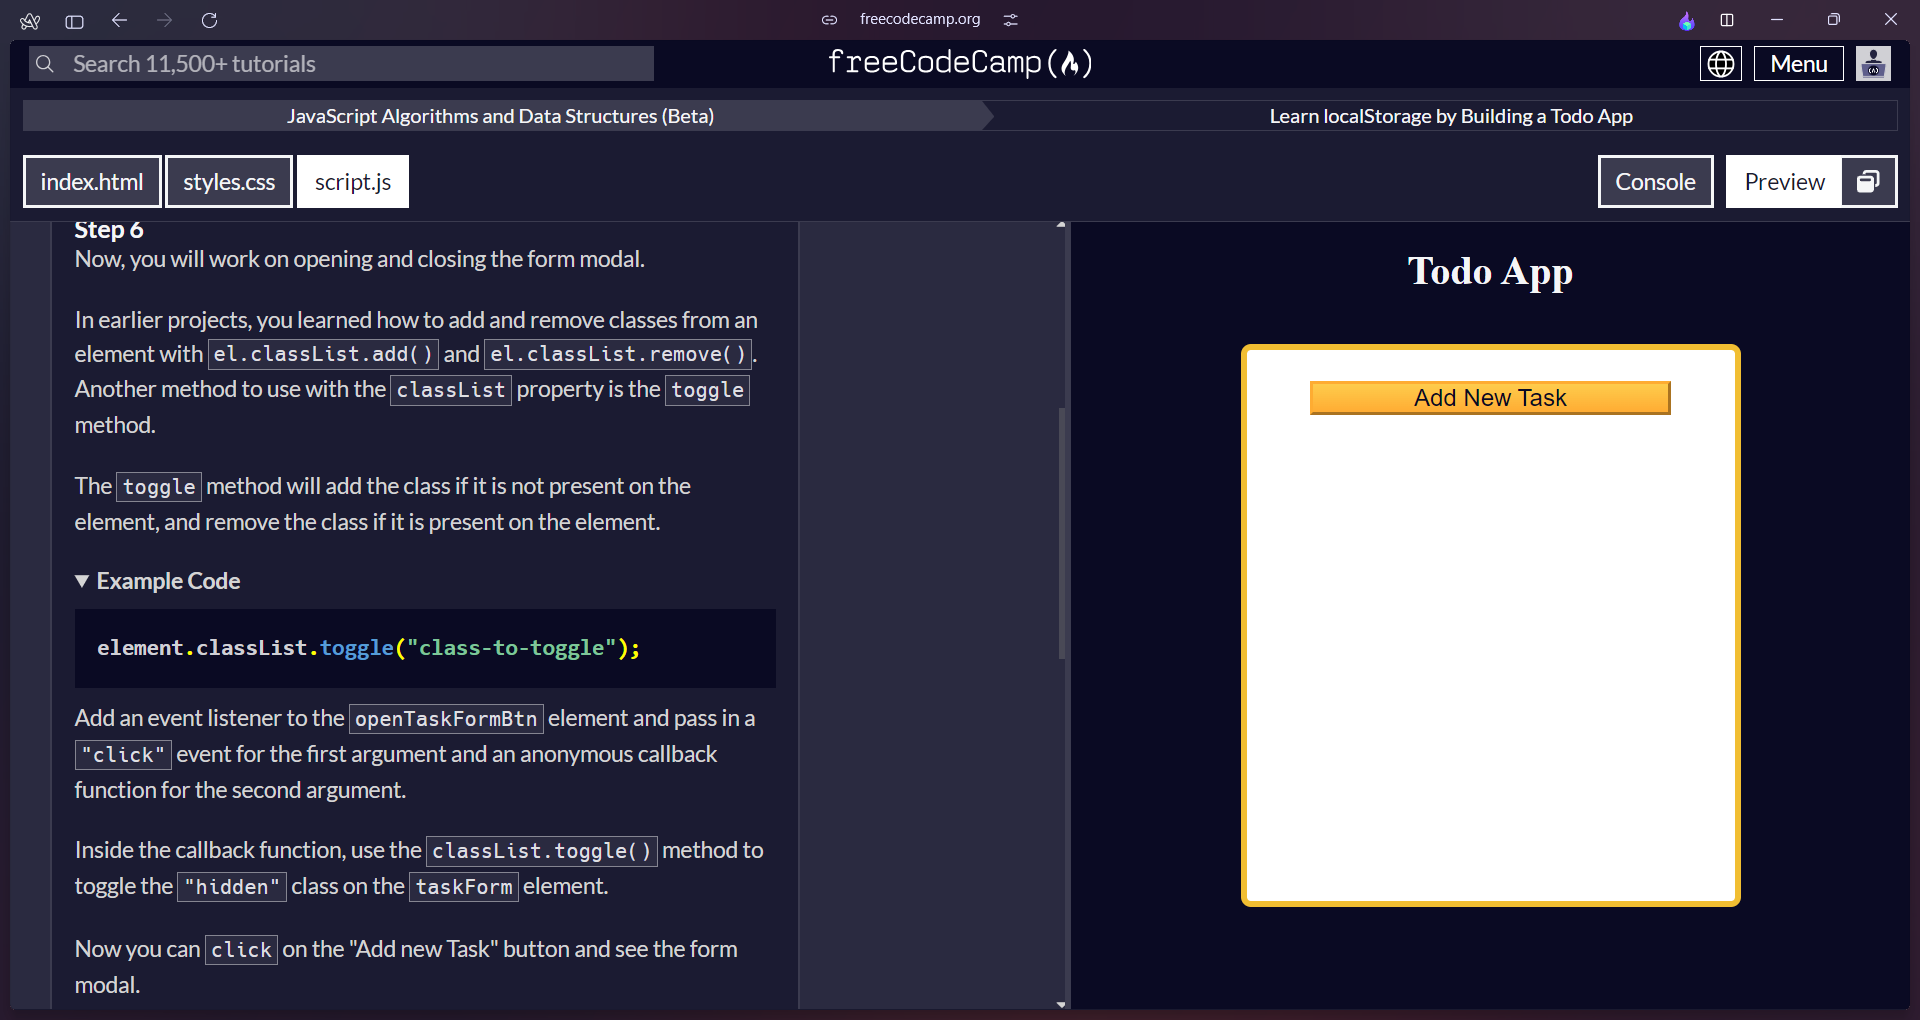 freecodecamp.org
Search 11,500+ tutorials
freeCodeCamp(🔥)
Menu
JavaScript Algorithms and Data Structures (Beta)
Learn localStorage by Building a Todo App
index.html
styles.css
script.js
Console
Preview
Step 6
Now, you will work on opening and closing the form modal.
In earlier projects, you learned how to add and remove classes from an
element with el.classList.add() and el.classList.remove().
Another method to use with the classList property is the toggle
method.
The toggle method will add the class if it is not present on the
element, and remove the class if it is present on the element.
▼ Example Code
element.classList.toggle("class-to-toggle");
Add an event listener to the openTaskFormBtn element and pass in a
"click" event for the first argument and an anonymous callback
function for the second argument.
Inside the callback function, use the classList.toggle() method to
toggle the "hidden" class on the taskForm element.
Now you can click on the "Add new Task" button and see the form
modal.
Todo App
Add New Task